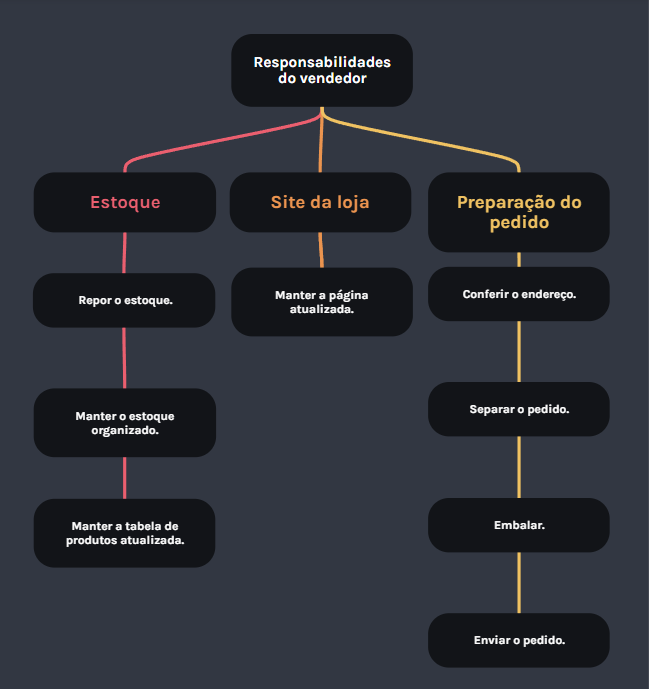 Responsabilidades
do vendedor
Estoque
Site da loja
Preparação do
pedido
Repor o estoque.
Manter a página
atualizada.
Conferir o endereço.
Manter o estoque
organizado.
Separar o pedido.
Manter a tabela de
produtos atualizada.
Embalar.
Enviar o pedido.